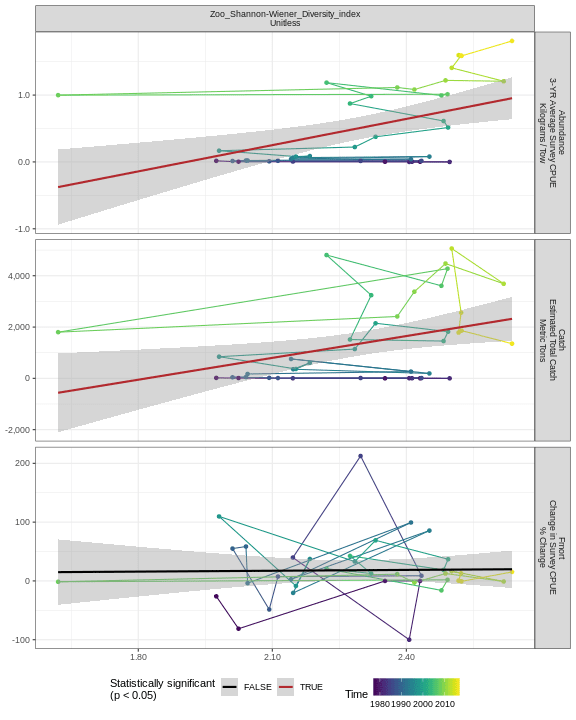 Zoo_Shannon-Wiener_Diversity_index
Unitless
1.0
0.0
-1.0
Abundance
3-YR Average Survey CPUE
Kilograms / Tow
4,000
2,000
0
-2,000
Catch
Estimated Total Catch
Metric Tons
200
100
0
-100
Fmort
Change in Survey CPUE
% Change
1.80 2.10 2.40
Statistically significant
(p < 0.05)
FALSE TRUE
Time
1980 1990 2000 2010